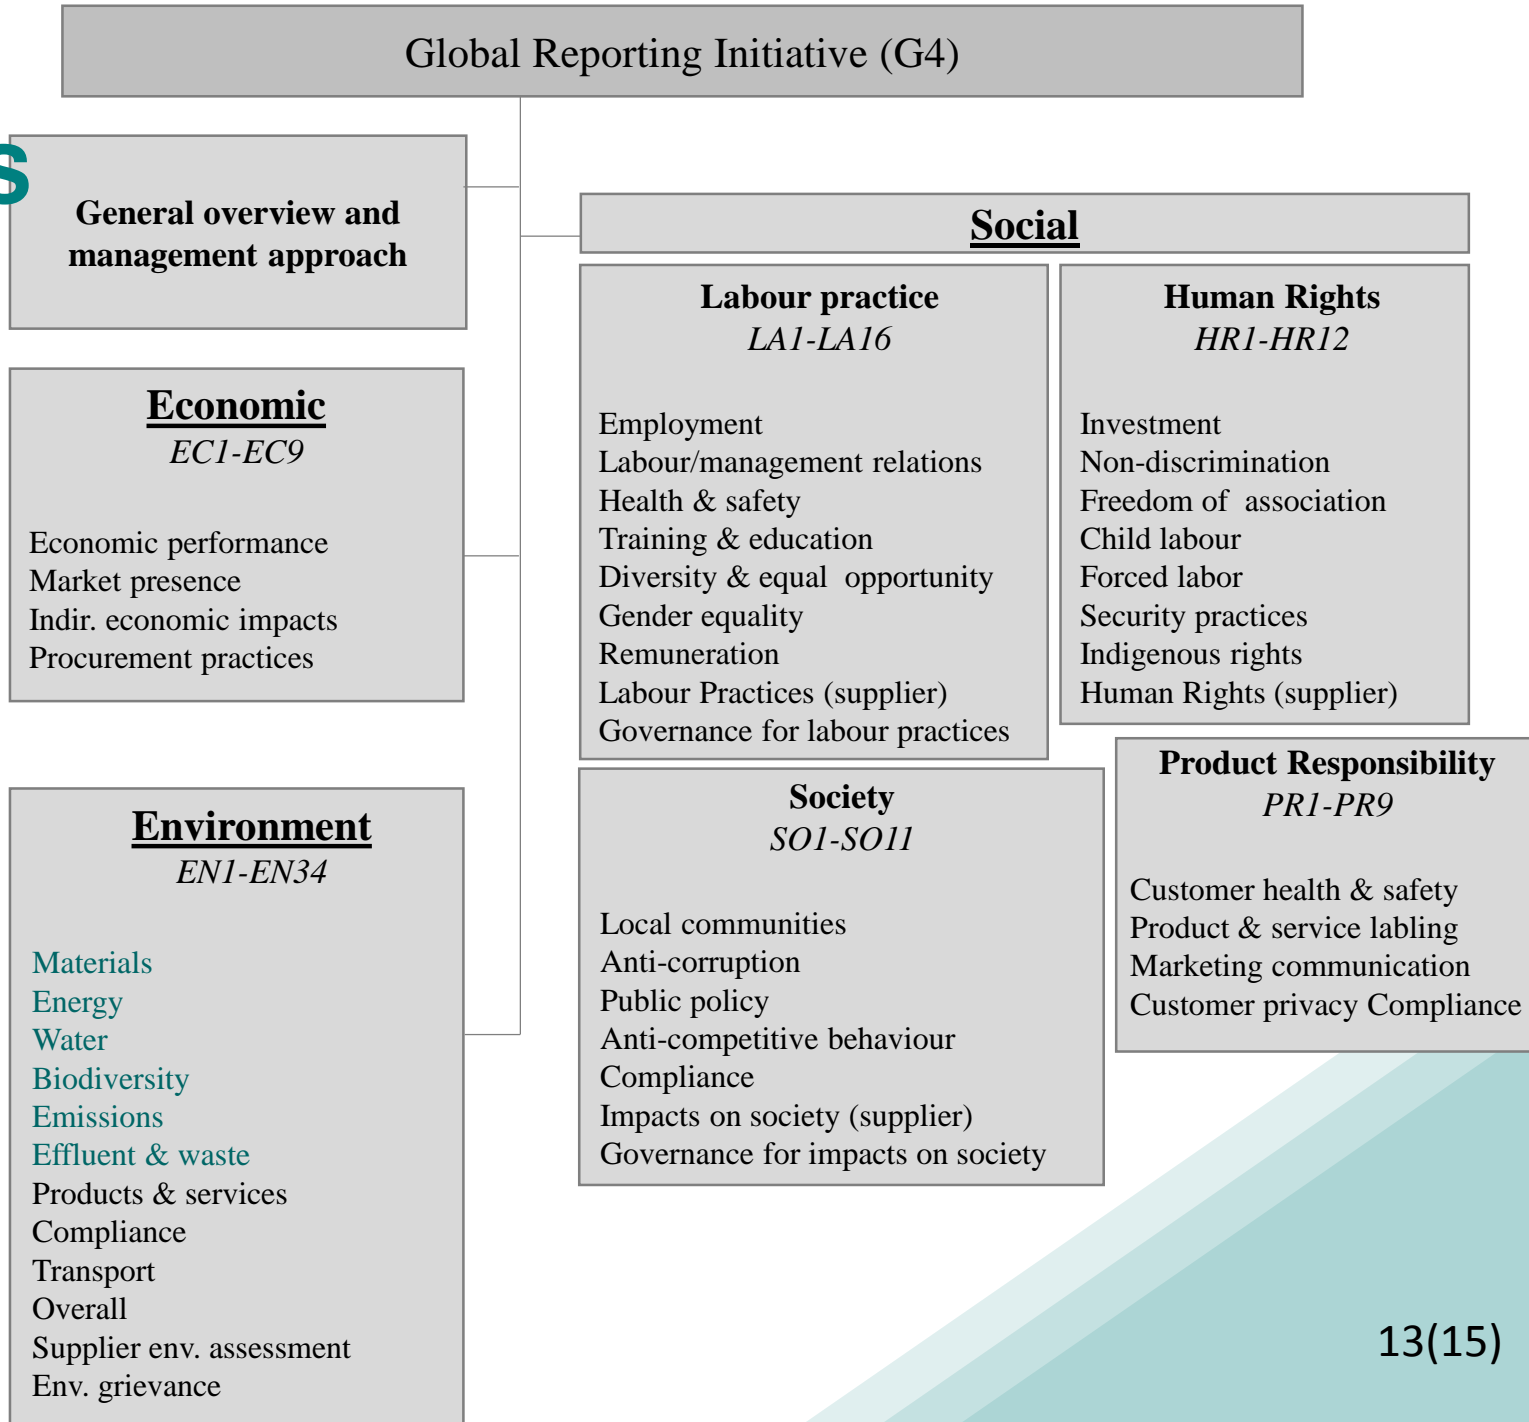 Global Reporting Initiative (G4)
s
General overview and
management approach
Economic
EC1-EC9
Economic performance
Market presence
Indir. economic impacts
Procurement practices
Environment
EN1-EN34
Materials
Energy
Water
Biodiversity
Emissions
Effluent & waste
Products & services
Compliance
Transport
Overall
Supplier env. assessment
Env. grievance
Social
Labour practice
LA1-LA16
Employment
Labour/management relations
Health & safety
Training & education
Diversity & equal opportunity
Gender equality
Remuneration
Labour Practices (supplier)
Governance for labour practices
Human Rights
HR1-HR12
Investment
Non-discrimination
Freedom of association
Child labour
Forced labor
Security practices
Indigenous rights
Human Rights (supplier)
Society
SO1-SO11
Local communities
Anti-corruption
Public policy
Anti-competitive behaviour
Compliance
Impacts on society (supplier)
Governance for impacts on society
Product Responsibility
PR1-PR9
Customer health & safety
Product & service labling
Marketing communication
Customer privacy Compliance
13(15)